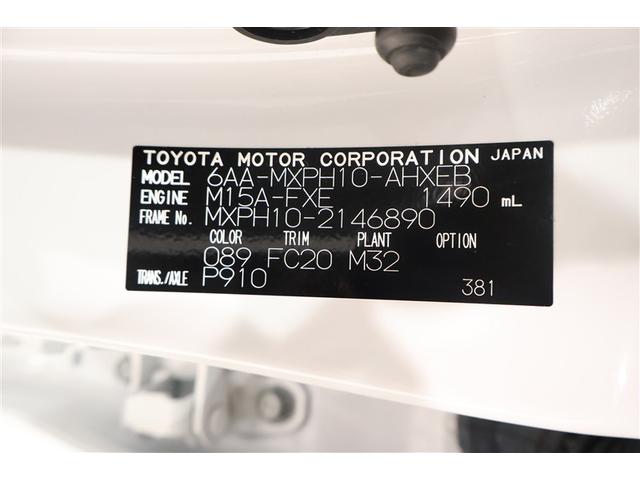 TOYOTA MOTOR CORPORATION JAPAN
MODEL 6AA-MXPH10-AHXEB
ENGINE M15A-FXE 1490 mL
FRAME No. MXPH10-2146890
COLOR TRIM PLANT OPTION
089 FC20 M32
TRANS./AXLE P910
381